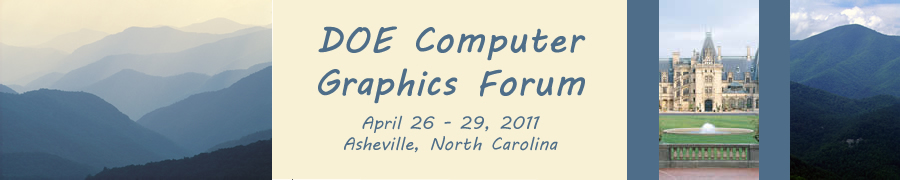 DOE Computer
Graphics Forum
April 26 - 29, 2011
Asheville, North Carolina